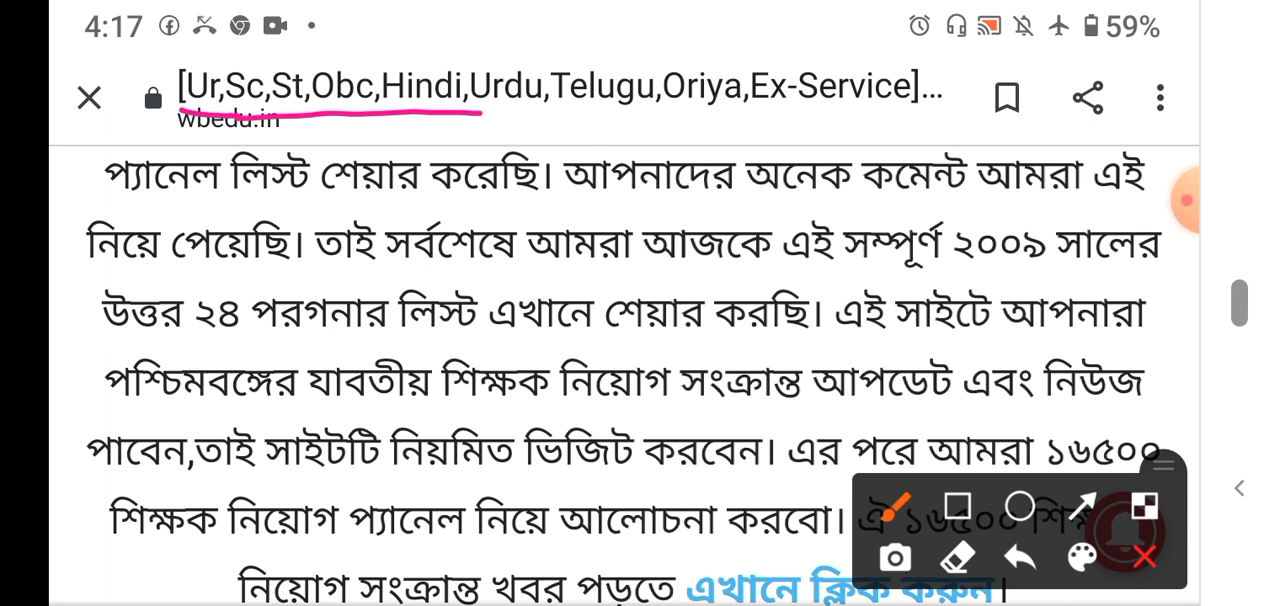 4:17 59%
[Ur,Sc,St,Obc,Hindi,Urdu,Telugu,Oriya,Ex-Service]...
wbedu.in
প্যানেল লিস্ট শেয়ার করেছি। আপনাদের অনেক কমেন্ট আমরা এই
নিয়ে পেয়েছি। তাই সর্বশেষে আমরা আজকে এই সম্পূর্ণ ২০০৯ সালের
উত্তর ২৪ পরগনার লিস্ট এখানে শেয়ার করছি। এই সাইটে আপনারা
পশ্চিমবঙ্গের যাবতীয় শিক্ষক নিয়োগ সংক্রান্ত আপডেট এবং নিউজ
পাবেন,তাই সাইটটি নিয়মিত ভিজিট করবেন। এর পরে আমরা ১৬৫০০
শিক্ষক নিয়োগ প্যানেল নিয়ে আলোচনা করবো। ঐ ১৬৫০০
নিয়োগ সংক্রান্ত খবর পড়তে এখানে ক্লিক করুন।